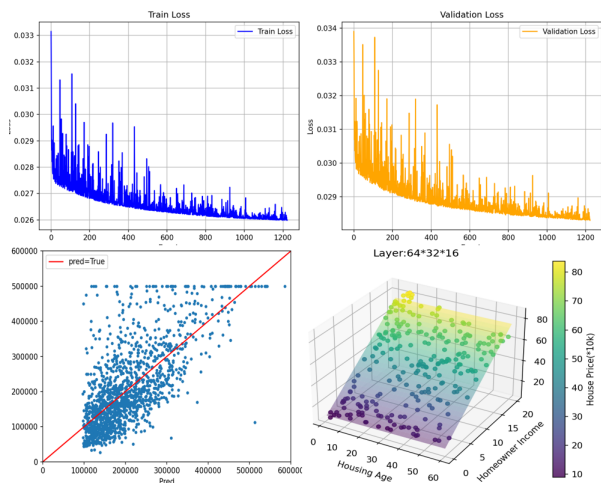 Train Loss
Validation Loss
0.033
0.032
0.031
0.030
0.029
0.028
0.027
0.026
Train Loss
0 200 400 600 800 1000 1200
0.034
0.033
0.032
0.031
0.030
0.029
Loss
Validation Loss
0 200 400 600 800 1000 1200
600000
500000
400000
300000
200000
100000
0
pred=True
0 100000 200000 300000 400000 500000 600000
Pred
Layer:64*32*16
0 10 20 30 40 50 60
Housing Age
0 5 10 15 20
Homeowner Income
80
60
40
20
80
70
60
50
40
30
20
10
House Price(*10k)